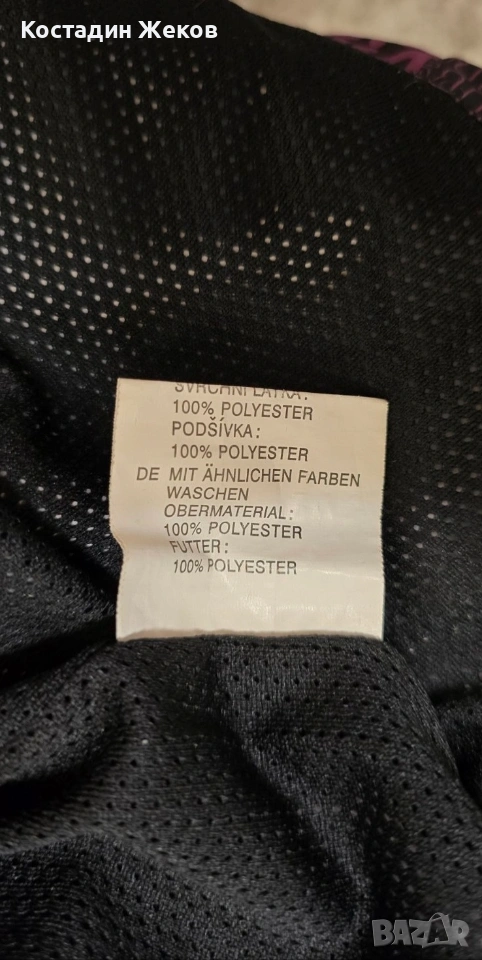 Костадин Жеков
SVRCHNÍ LÁTKA:
100% POLYESTER
PODŠÍVKA:
100% POLYESTER
DE MIT ÄHNLICHEN FARBEN
WASCHEN
OBERMATERIAL:
100% POLYESTER
FUTTER:
100% POLYESTER
BAZAR